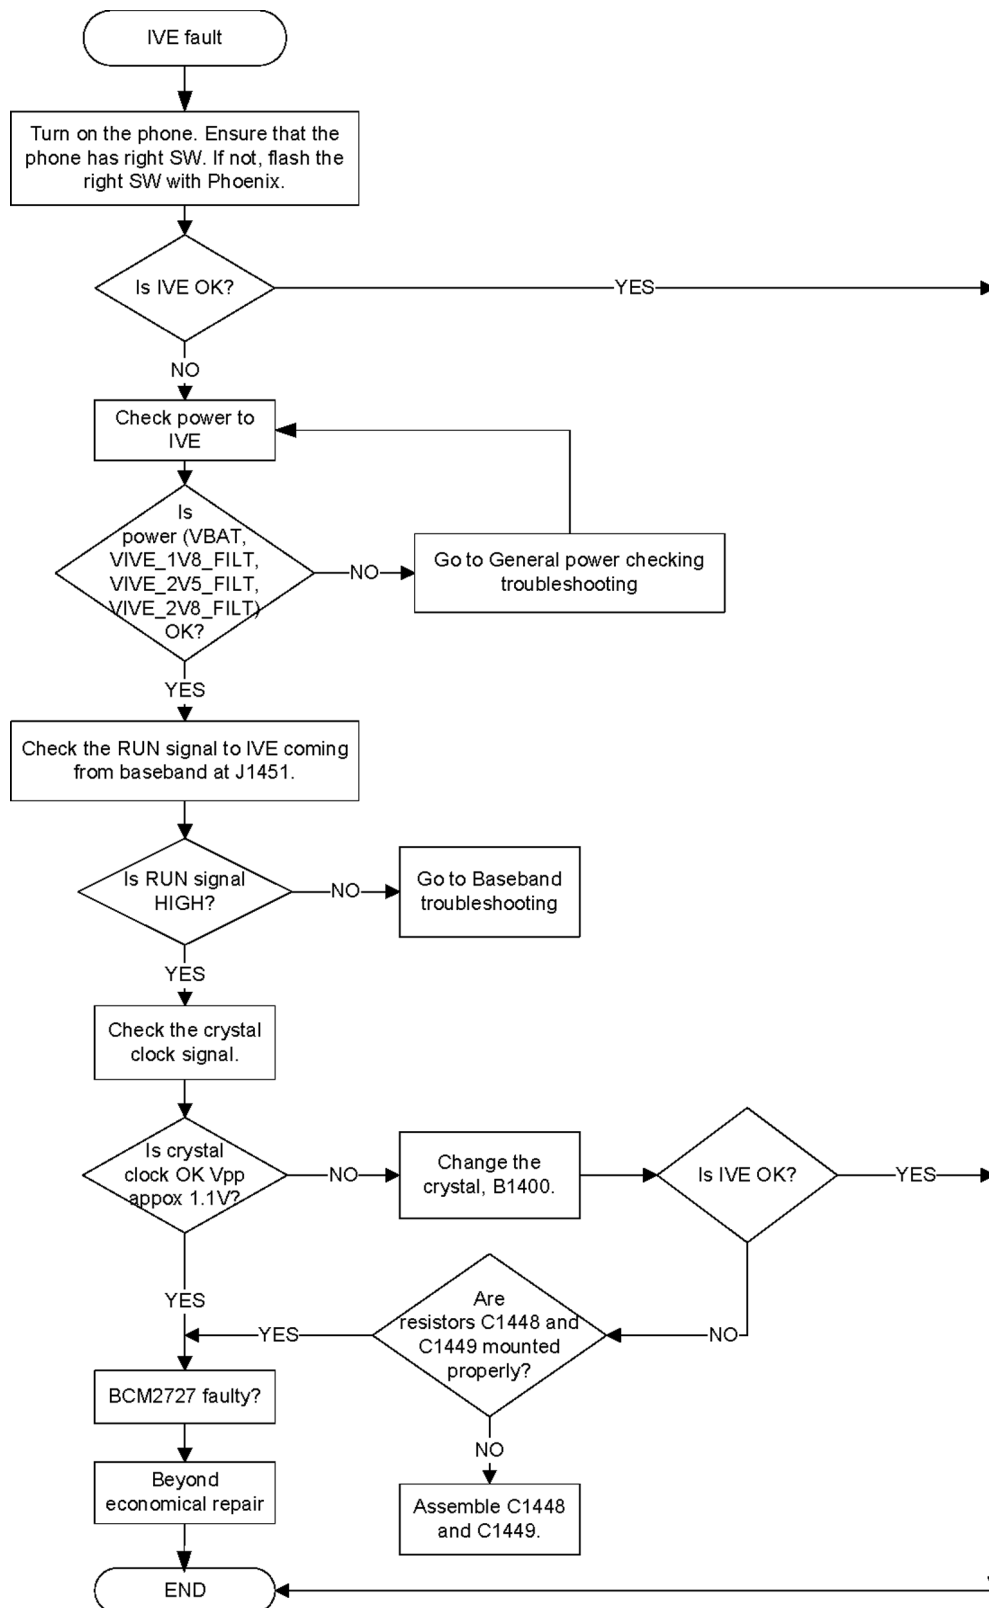 IVE fault
Turn on the phone. Ensure that the
phone has right SW. If not, flash the
right SW with Phoenix.
Is IVE OK?
YES
NO
Check power to
IVE
Is
power (VBAT,
VIVE_1V8_FILT,
VIVE_2V5_FILT,
VIVE_2V8_FILT)
OK?
NO
Go to General power checking
troubleshooting
YES
Check the RUN signal to IVE coming
from baseband at J1451.
Is RUN signal
HIGH?
NO
Go to Baseband
troubleshooting
YES
Check the crystal
clock signal.
Is crystal
clock OK Vpp
appox 1.1V?
NO
Change the
crystal, B1400.
Is IVE OK?
YES
YES
Are
resistors C1448 and
C1449 mounted
properly?
NO
YES
BCM2727 faulty?
NO
Beyond
economical repair
Assemble C1448
and C1449.
END